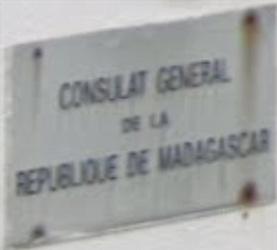 CONSULAT GENERAL
DE LA
REPUBLIQUE DE MADAGASCAR